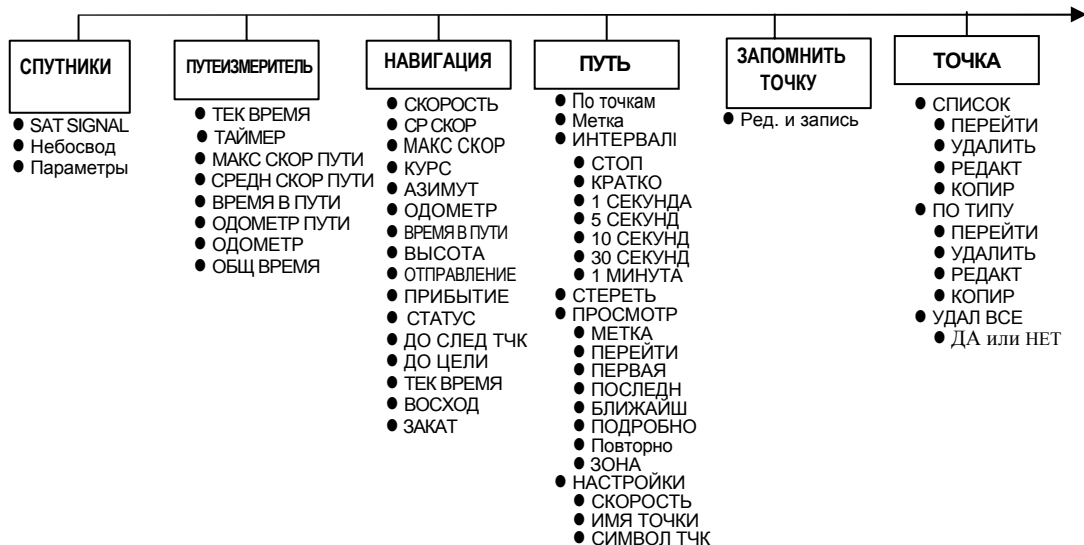 СПУТНИКИ
● SAT SIGNAL
● Небосвод
● Параметры
ПУТЕИЗМЕРИТЕЛЬ
● ТЕК ВРЕМЯ
● ТАЙМЕР
● МАКС СКОР ПУТИ
● СРЕДН СКОР ПУТИ
● ВРЕМЯ В ПУТИ
● ОДОМЕТР ПУТИ
● ОДОМЕТР
● ОБЩ ВРЕМЯ
НАВИГАЦИЯ
● СКОРОСТЬ
● СР СКОР
● МАКС СКОР
● КУРС
● АЗИМУТ
● ОДОМЕТР
● ВРЕМЯ В ПУТИ
● ВЫСОТА
● ОТПРАВЛЕНИЕ
● ПРИБЫТИЕ
● СТАТУС
● ДО СЛЕД ТЧК
● ДО ЦЕЛИ
● ТЕК ВРЕМЯ
● ВОСХОД
● ЗАКАТ
ПУТЬ
● По точкам
● Метка
● ИНТЕРВАЛІ
● СТОП
● КРАТКО
● 1 СЕКУНДА
● 5 СЕКУНД
● 10 СЕКУНД
● 30 СЕКУНД
● 1 МИНУТА
● СТЕРЕТЬ
● ПРОСМОТР
● МЕТКА
● ПЕРЕЙТИ
● ПЕРВАЯ
● ПОСЛЕДН
● БЛИЖАЙШ
● ПОДРОБНО
● Повторно
● ЗОНА
● НАСТРОЙКИ
● СКОРОСТЬ
● ИМЯ ТОЧКИ
● СИМВОЛ ТЧК
ЗАПОМНИТЬ
ТОЧКУ
● Ред. и запись
ТОЧКА
● СПИСОК
● ПЕРЕЙТИ
● УДАЛИТЬ
● РЕДАКТ
● КОПИР
● ПО ТИПУ
● ПЕРЕЙТИ
● УДАЛИТЬ
● РЕДАКТ
● КОПИР
● УДАЛ ВСЕ
● ДА или НЕТ